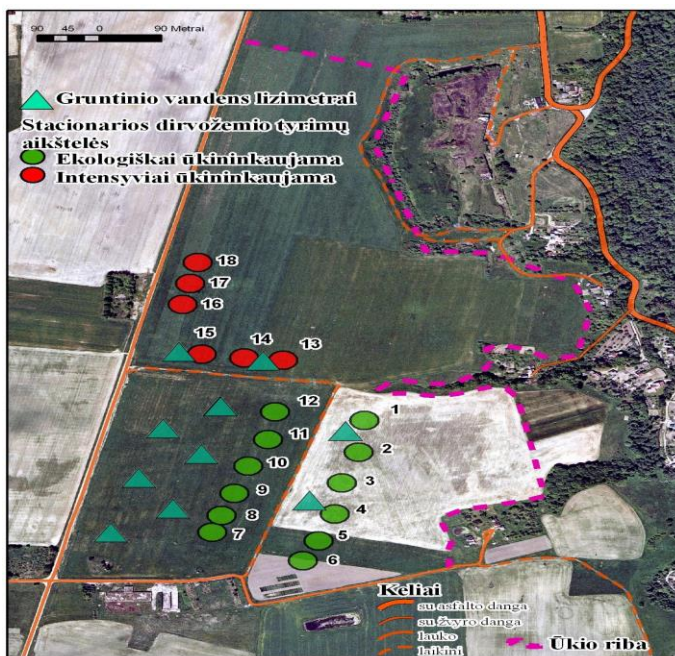 90 45 0 90 Metrai
Gruntinio vandens lizimetrai
Stacionarios dirvožemio tyrimų
aikštelės
Ekologiškai ūkininkaujama
Intensyviai ūkininkaujama
18
17
16
15
14
13
12
11
10
9
8
7
1
2
3
4
5
6
Keliai
su asfalto danga
su žvyro danga
lauko
laikini
Ūkio riba